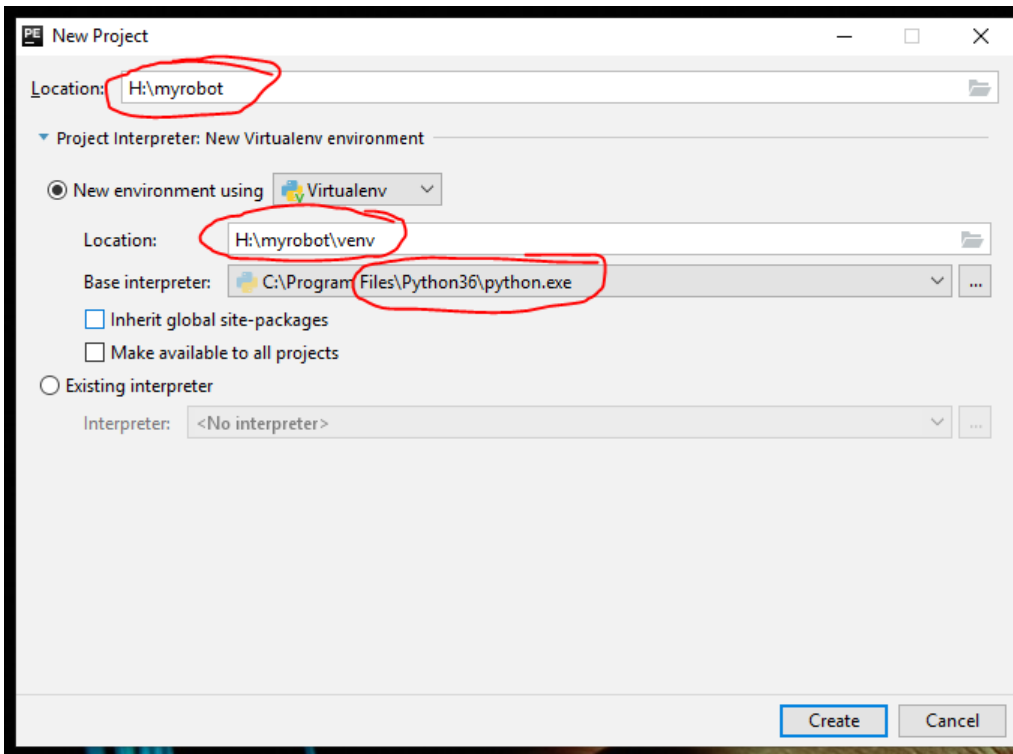 PE New Project
Location: H:\myrobot
Project Interpreter: New Virtualenv environment
New environment using Virtualenv
Location: H:\myrobot\venv
Base interpreter: C:\Program Files\Python36\python.exe ...
Inherit global site-packages
Make available to all projects
Existing interpreter
Interpreter: <No interpreter> ...
Create Cancel